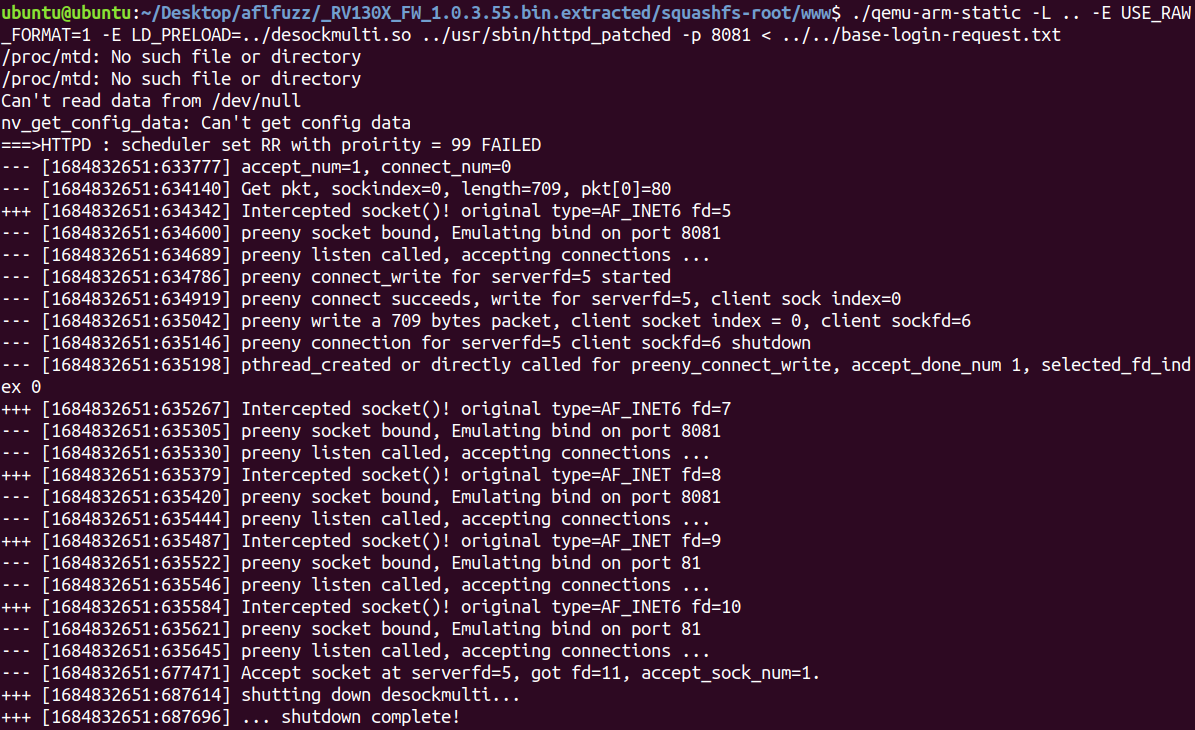 ubuntu@ubuntu:~/Desktop/aflfuzz/_RV130X_FW_1.0.3.55.bin.extracted/squashfs-root/www$ ./qemu-arm-static -L .. -E USE_RAW
_FORMAT=1 -E LD_PRELOAD=../desockmulti.so ../usr/sbin/httpd_patched -p 8081 < ../../base-login-request.txt
/proc/mtd: No such file or directory
/proc/mtd: No such file or directory
Can't read data from /dev/null
nv_get_config_data: Can't get config data
===>HTTPD : scheduler set RR with proirity = 99 FAILED
--- [1684832651:633777] accept_num=1, connect_num=0
--- [1684832651:634140] Get pkt, sockindex=0, length=709, pkt[0]=80
+++ [1684832651:634342] Intercepted socket()! original type=AF_INET6 fd=5
--- [1684832651:634600] preeny socket bound, Emulating bind on port 8081
--- [1684832651:634689] preeny listen called, accepting connections ...
--- [1684832651:634786] preeny connect_write for serverfd=5 started
--- [1684832651:634919] preeny connect succeeds, write for serverfd=5, client sock index=0
--- [1684832651:635042] preeny write a 709 bytes packet, client socket index = 0, client sockfd=6
--- [1684832651:635146] preeny connection for serverfd=5 client sockfd=6 shutdown
--- [1684832651:635198] pthread_created or directly called for preeny_connect_write, accept_done_num 1, selected_fd_ind
ex 0
+++ [1684832651:635267] Intercepted socket()! original type=AF_INET6 fd=7
--- [1684832651:635305] preeny socket bound, Emulating bind on port 8081
--- [1684832651:635330] preeny listen called, accepting connections ...
+++ [1684832651:635379] Intercepted socket()! original type=AF_INET fd=8
--- [1684832651:635420] preeny socket bound, Emulating bind on port 8081
--- [1684832651:635444] preeny listen called, accepting connections ...
+++ [1684832651:635487] Intercepted socket()! original type=AF_INET fd=9
--- [1684832651:635522] preeny socket bound, Emulating bind on port 81
--- [1684832651:635546] preeny listen called, accepting connections ...
+++ [1684832651:635584] Intercepted socket()! original type=AF_INET6 fd=10
--- [1684832651:635621] preeny socket bound, Emulating bind on port 81
--- [1684832651:635645] preeny listen called, accepting connections ...
--- [1684832651:677471] Accept socket at serverfd=5, got fd=11, accept_sock_num=1.
+++ [1684832651:687614] shutting down desockmulti...
+++ [1684832651:687696] ... shutdown complete!